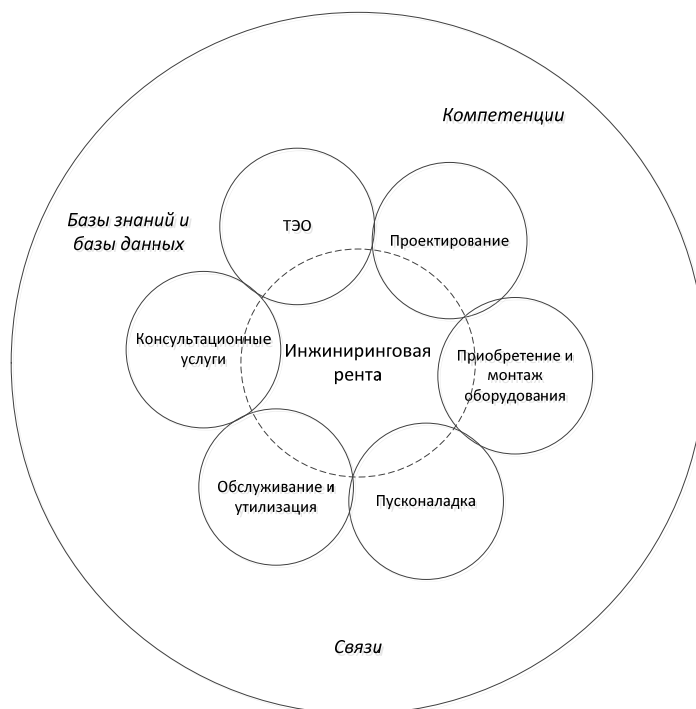 Компетенции
Базы знаний и
базы данных
ТЭО
Проектирование
Консультационные
услуги
Инжиниринговая
рента
Приобретение и
монтаж
оборудования
Обслуживание и
утилизация
Пусконаладка
Связи